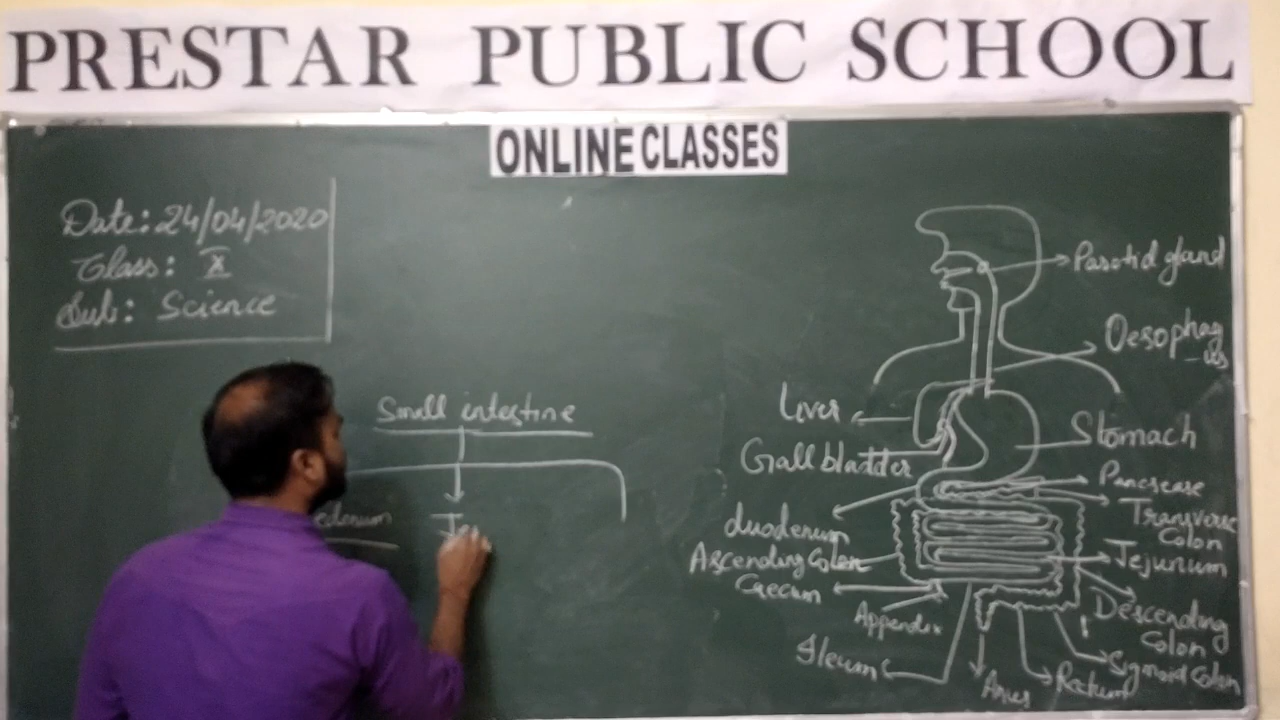 PRESTAR PUBLIC SCHOOL
ONLINE CLASSES
Date: 24/04/2020
Class: X
Sub: Science
Small intestine
Parotid gland
Oesophag
-us
Liver
Stomach
Gall bladder
Pancrease
duodenum
Transverse
Colon
Ascending Colon
Jejunum
Caecum
Appendix
Descending
Colon
Ileum
Sigmoid Colon
Anus
Rectum